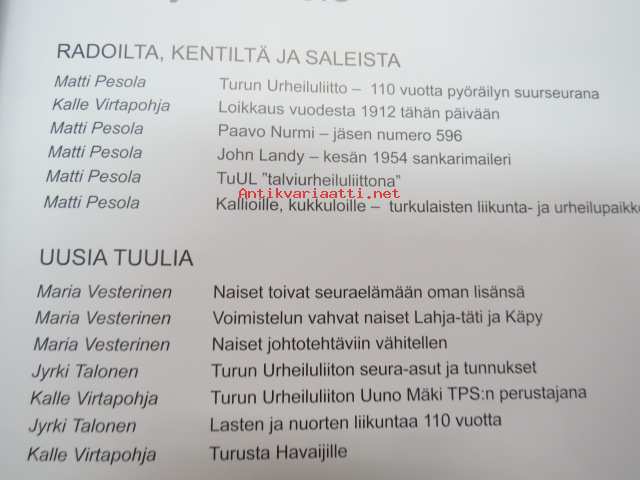 RADOILTA, KENTILTÄ JA SALEISTA
Matti Pesola Turun Urheiluliitto – 110 vuotta pyöräilyn suurseurana
Kalle Virtapohja Loikkaus vuodesta 1912 tähän päivään
Matti Pesola Paavo Nurmi – jäsen numero 596
Matti Pesola John Landy – kesän 1954 sankarimaileri
Matti Pesola TuUL "talviurheiluliittona"
Antikvariaatti.net
Matti Pesola Kallioille, kukkuloille – turkulaisten liikunta- ja urheilupaikko
UUSIA TUULIA
Maria Vesterinen Naiset toivat seuraelämään oman lisänsä
Maria Vesterinen Voimistelun vahvat naiset Lahja-täti ja Käpy
Maria Vesterinen Naiset johtotehtäviin vähitellen
Jyrki Talonen Turun Urheiluliiton seura-asut ja tunnukset
Kalle Virtapohja Turun Urheiluliiton Uuno Mäki TPS:n perustajana
Jyrki Talonen Lasten ja nuorten liikuntaa 110 vuotta
Kalle Virtapohja Turusta Havaijille